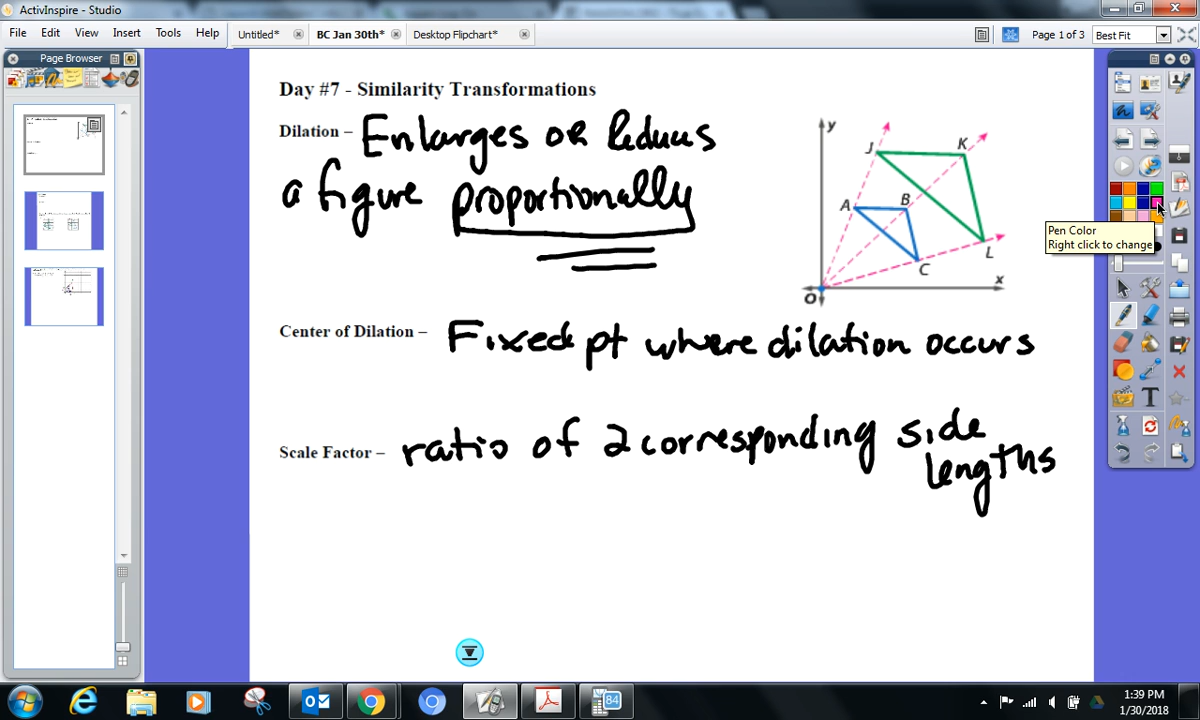 ActivInspire - Studio
File Edit View Insert Tools Help
Untitled*
BC Jan 30th*
Desktop Flipchart*
Page 1 of 3
Best Fit
Page Browser
Day #7 - Similarity Transformations
Dilation – Enlarges or Reduces
a figure proportionally
y
J
K
A
B
L
C
O
x
Pen Color
Right click to change
Center of Dilation – Fixed pt where dilation occurs
Scale Factor – ratio of 2 corresponding side
lengths
84
1:39 PM
1/30/2018